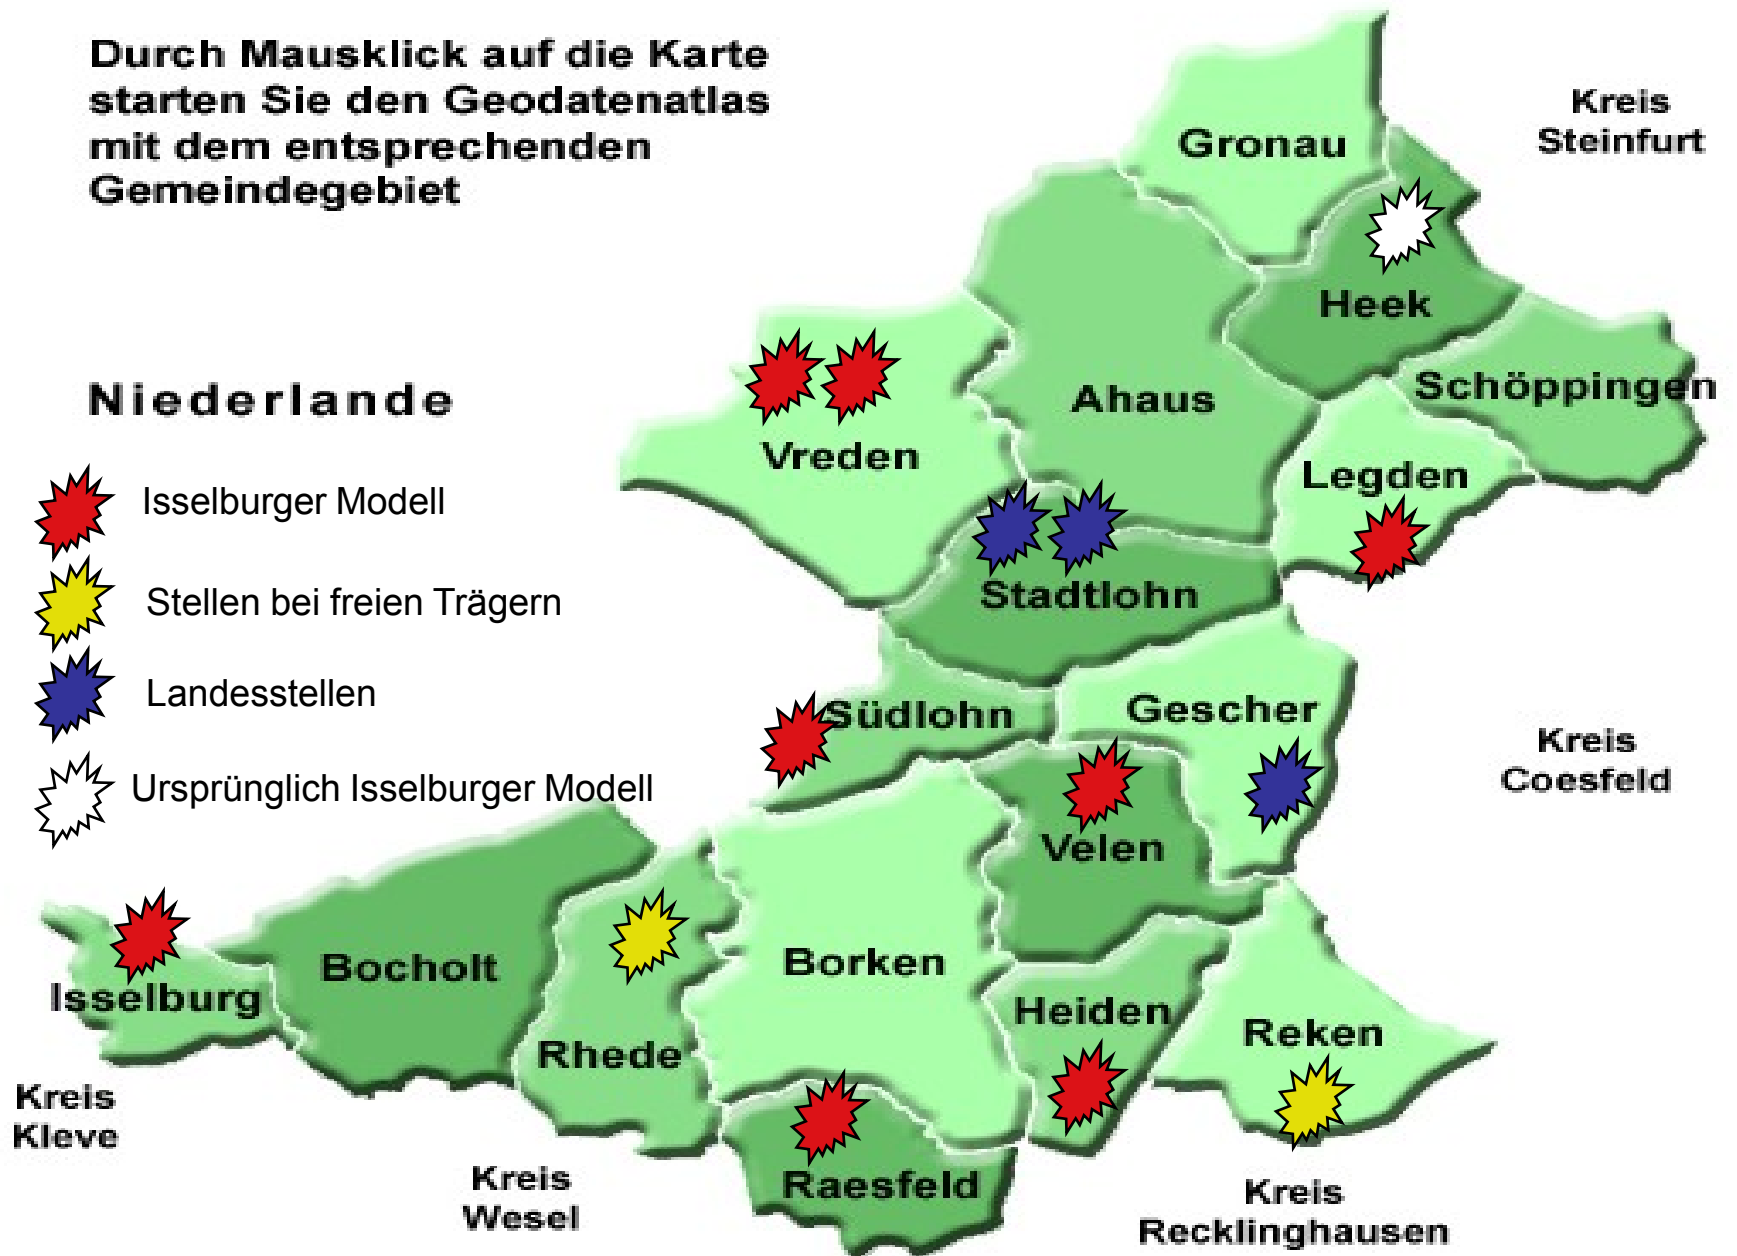 Durch Mausklick auf die Karte
starten Sie den Geodatenatlas
mit dem entsprechenden
Gemeindegebiet
Kreis
Steinfurt
Gronau
Heek
Niederlande
Ahaus
Schöppingen
Vreden
Legden
Isselburger Modell
Stellen bei freien Trägern
Stadtlohn
Landesstellen
Südlohn
Gescher
Kreis
Coesfeld
Ursprünglich Isselburger Modell
Velen
Isselburg
Bocholt
Borken
Rhede
Heiden
Reken
Kreis
Kleve
Raesfeld
Kreis
Wesel
Kreis
Recklinghausen